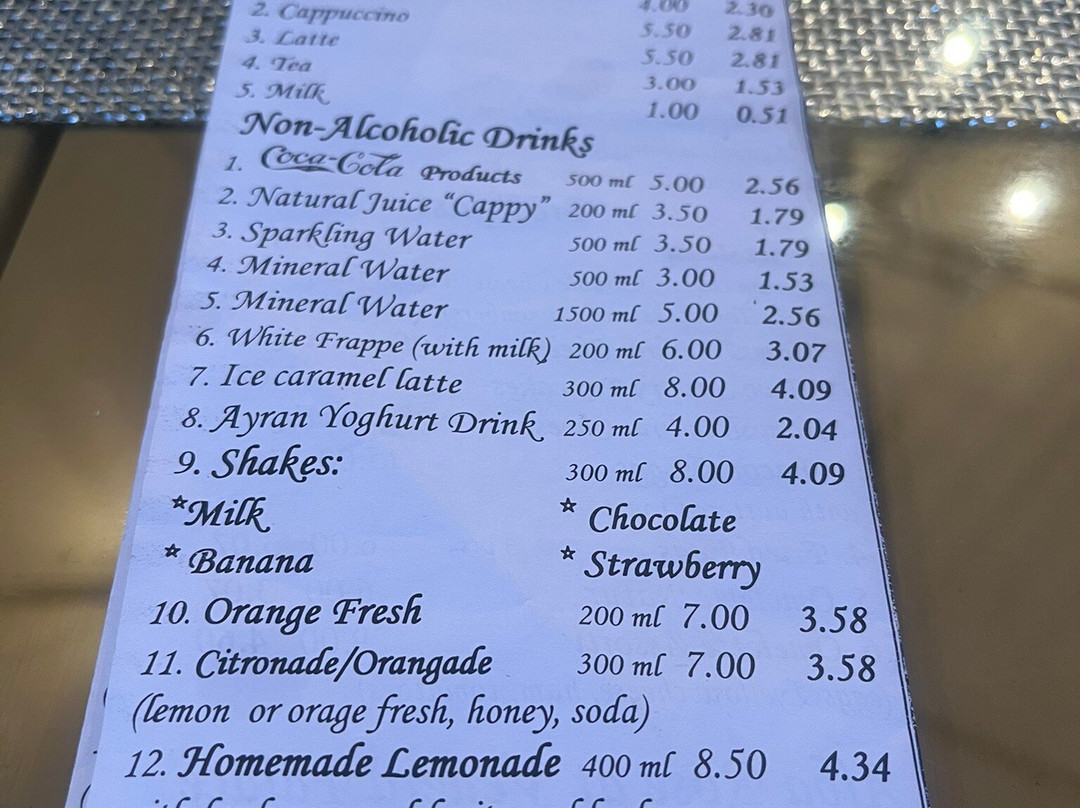 2.30
2. Cappuccino 5.50 2.81
3. Latte 5.50 2.81
4. Tea 3.00 1.53
5. Milk 1.00 0.51
Non-Alcoholic Drinks
1. Coca-Cola Products 500 ml 5.00 2.56
2. Natural Juice “Cappy” 200 ml 3.50 1.79
3. Sparkling Water 500 ml 3.50 1.79
4. Mineral Water 500 ml 3.00 1.53
5. Mineral Water 1500 ml 5.00 2.56
6. White Frappe (with milk) 200 ml 6.00 3.07
7. Ice caramel latte 300 ml 8.00 4.09
8. Ayran Yoghurt Drink 250 ml 4.00 2.04
9. Shakes: 300 ml 8.00 4.09
*Milk * Chocolate
* Banana * Strawberry
10. Orange Fresh 200 ml 7.00 3.58
11. Citronade/Orangade 300 ml 7.00 3.58
(lemon or orage fresh, honey, soda)
12. Homemade Lemonade 400 ml 8.50 4.34